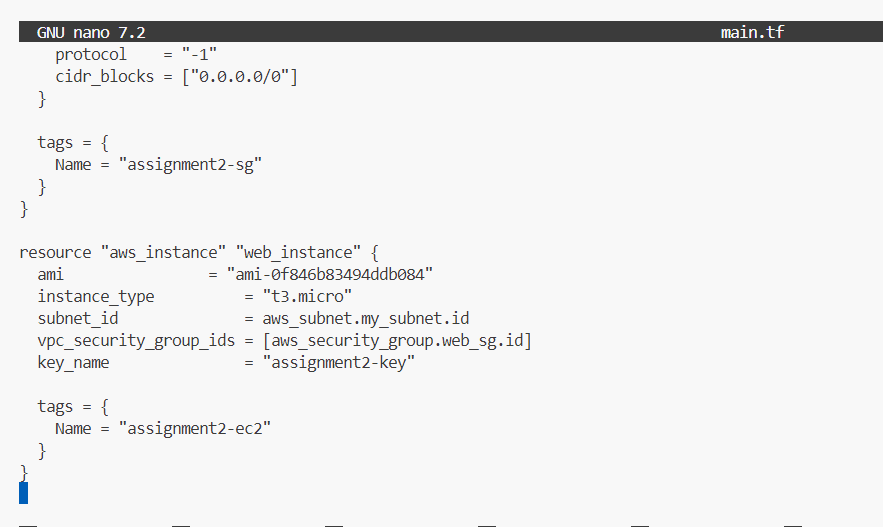 GNU nano 7.2 main.tf
    protocol    = "-1"
    cidr_blocks = ["0.0.0.0/0"]
  }

  tags = {
    Name = "assignment2-sg"
  }
}

resource "aws_instance" "web_instance" {
  ami                = "ami-0f846b83494ddb084"
  instance_type          = "t3.micro"
  subnet_id              = aws_subnet.my_subnet.id
  vpc_security_group_ids = [aws_security_group.web_sg.id]
  key_name               = "assignment2-key"

  tags = {
    Name = "assignment2-ec2"
  }
}